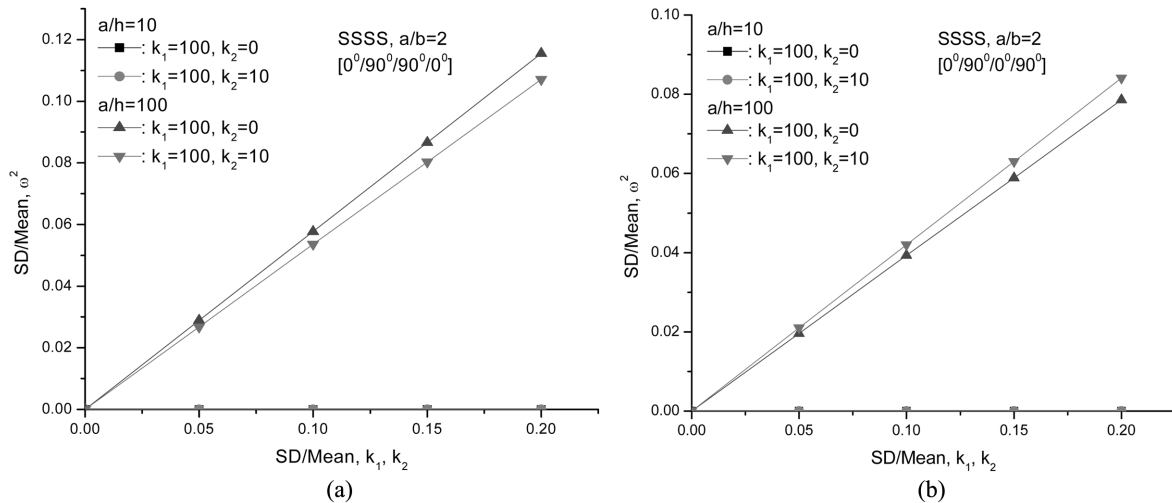 a/h=10
: k₁=100, k₂=0
: k₁=100, k₂=10
a/h=100
: k₁=100, k₂=0
: k₁=100, k₂=10
SSSS, a/b=2
[0⁰/90⁰/90⁰/0⁰]
SD/Mean, ω²
0.12
0.10
0.08
0.06
0.04
0.02
0.00
0.00 0.05 0.10 0.15 0.20
SD/Mean, k₁, k₂
(a)
a/h=10
: k₁=100, k₂=0
: k₁=100, k₂=10
a/h=100
: k₁=100, k₂=0
: k₁=100, k₂=10
SSSS, a/b=2
[0⁰/90⁰/0⁰/90⁰]
SD/Mean, ω²
0.10
0.08
0.06
0.04
0.02
0.00
0.00 0.05 0.10 0.15 0.20
SD/Mean, k₁, k₂
(b)